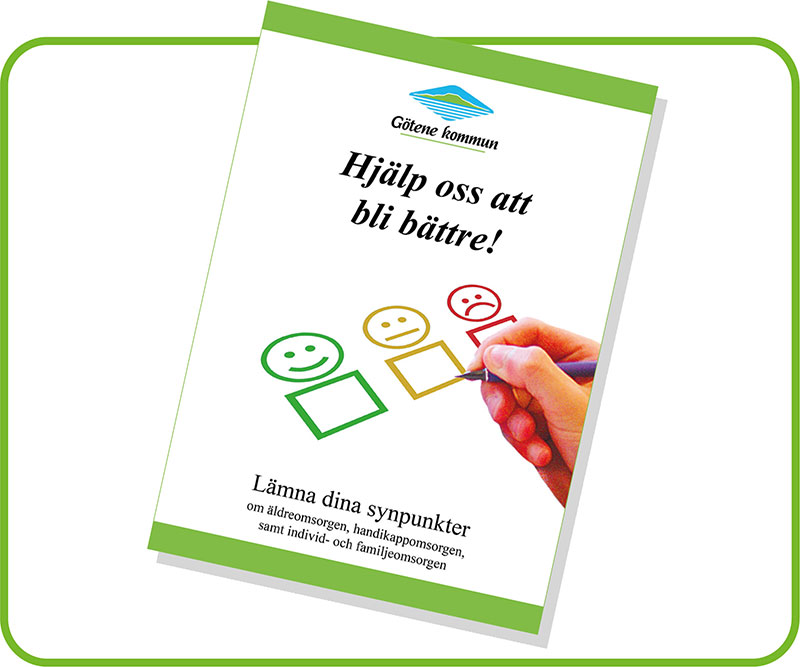 Götene kommun
Hjälp oss att
bli bättre!
Lämna dina synpunkter
om äldreomsorgen, handikappomsorgen,
samt individ- och familjeomsorgen